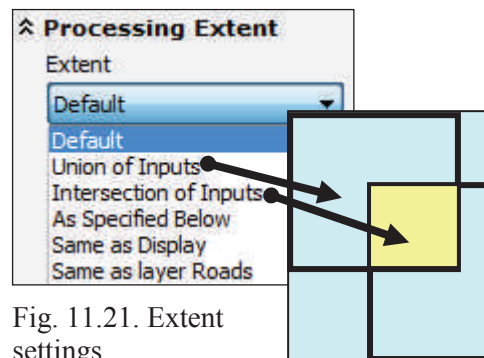 Processing Extent
Extent
Default
Default
Union of Inputs
Intersection of Inputs
As Specified Below
Same as Display
Same as layer Roads
Fig. 11.21. Extent
settings